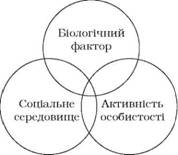 Біологічний
фактор
Соціальне
середовище
Активність
особистості